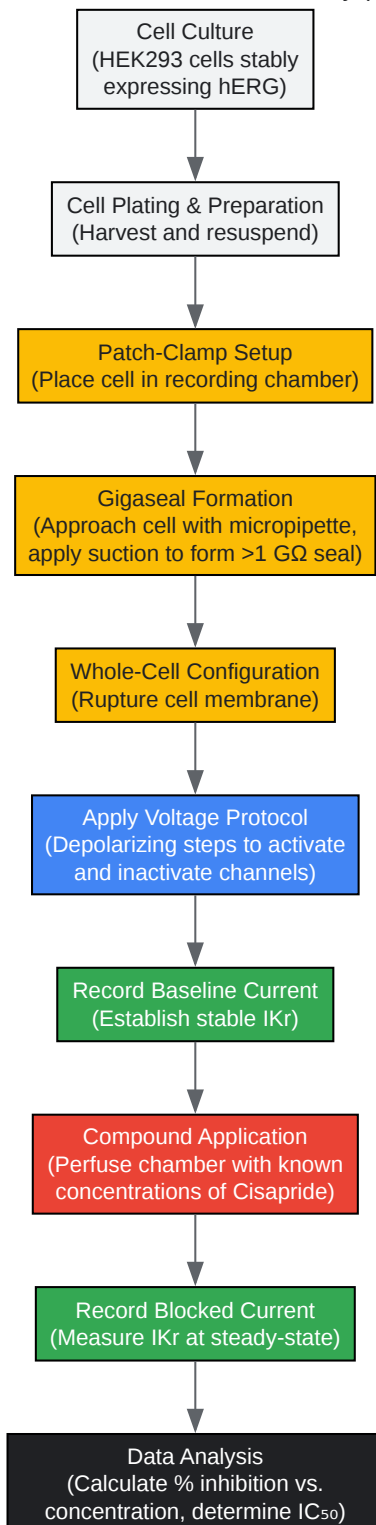 Cell Culture
(HEK293 cells stably
expressing hERG)
Cell Plating & Preparation
(Harvest and resuspend)
Patch-Clamp Setup
(Place cell in recording chamber)
Gigaseal Formation
(Approach cell with micropipette,
apply suction to form >1 GΩ seal)
Whole-Cell Configuration
(Rupture cell membrane)
Apply Voltage Protocol
(Depolarizing steps to activate
and inactivate channels)
Record Baseline Current
(Establish stable IKr)
Compound Application
(Perfuse chamber with known
concentrations of Cisapride)
Record Blocked Current
(Measure IKr at steady-state)
Data Analysis
(Calculate % inhibition vs.
concentration, determine IC₅₀)